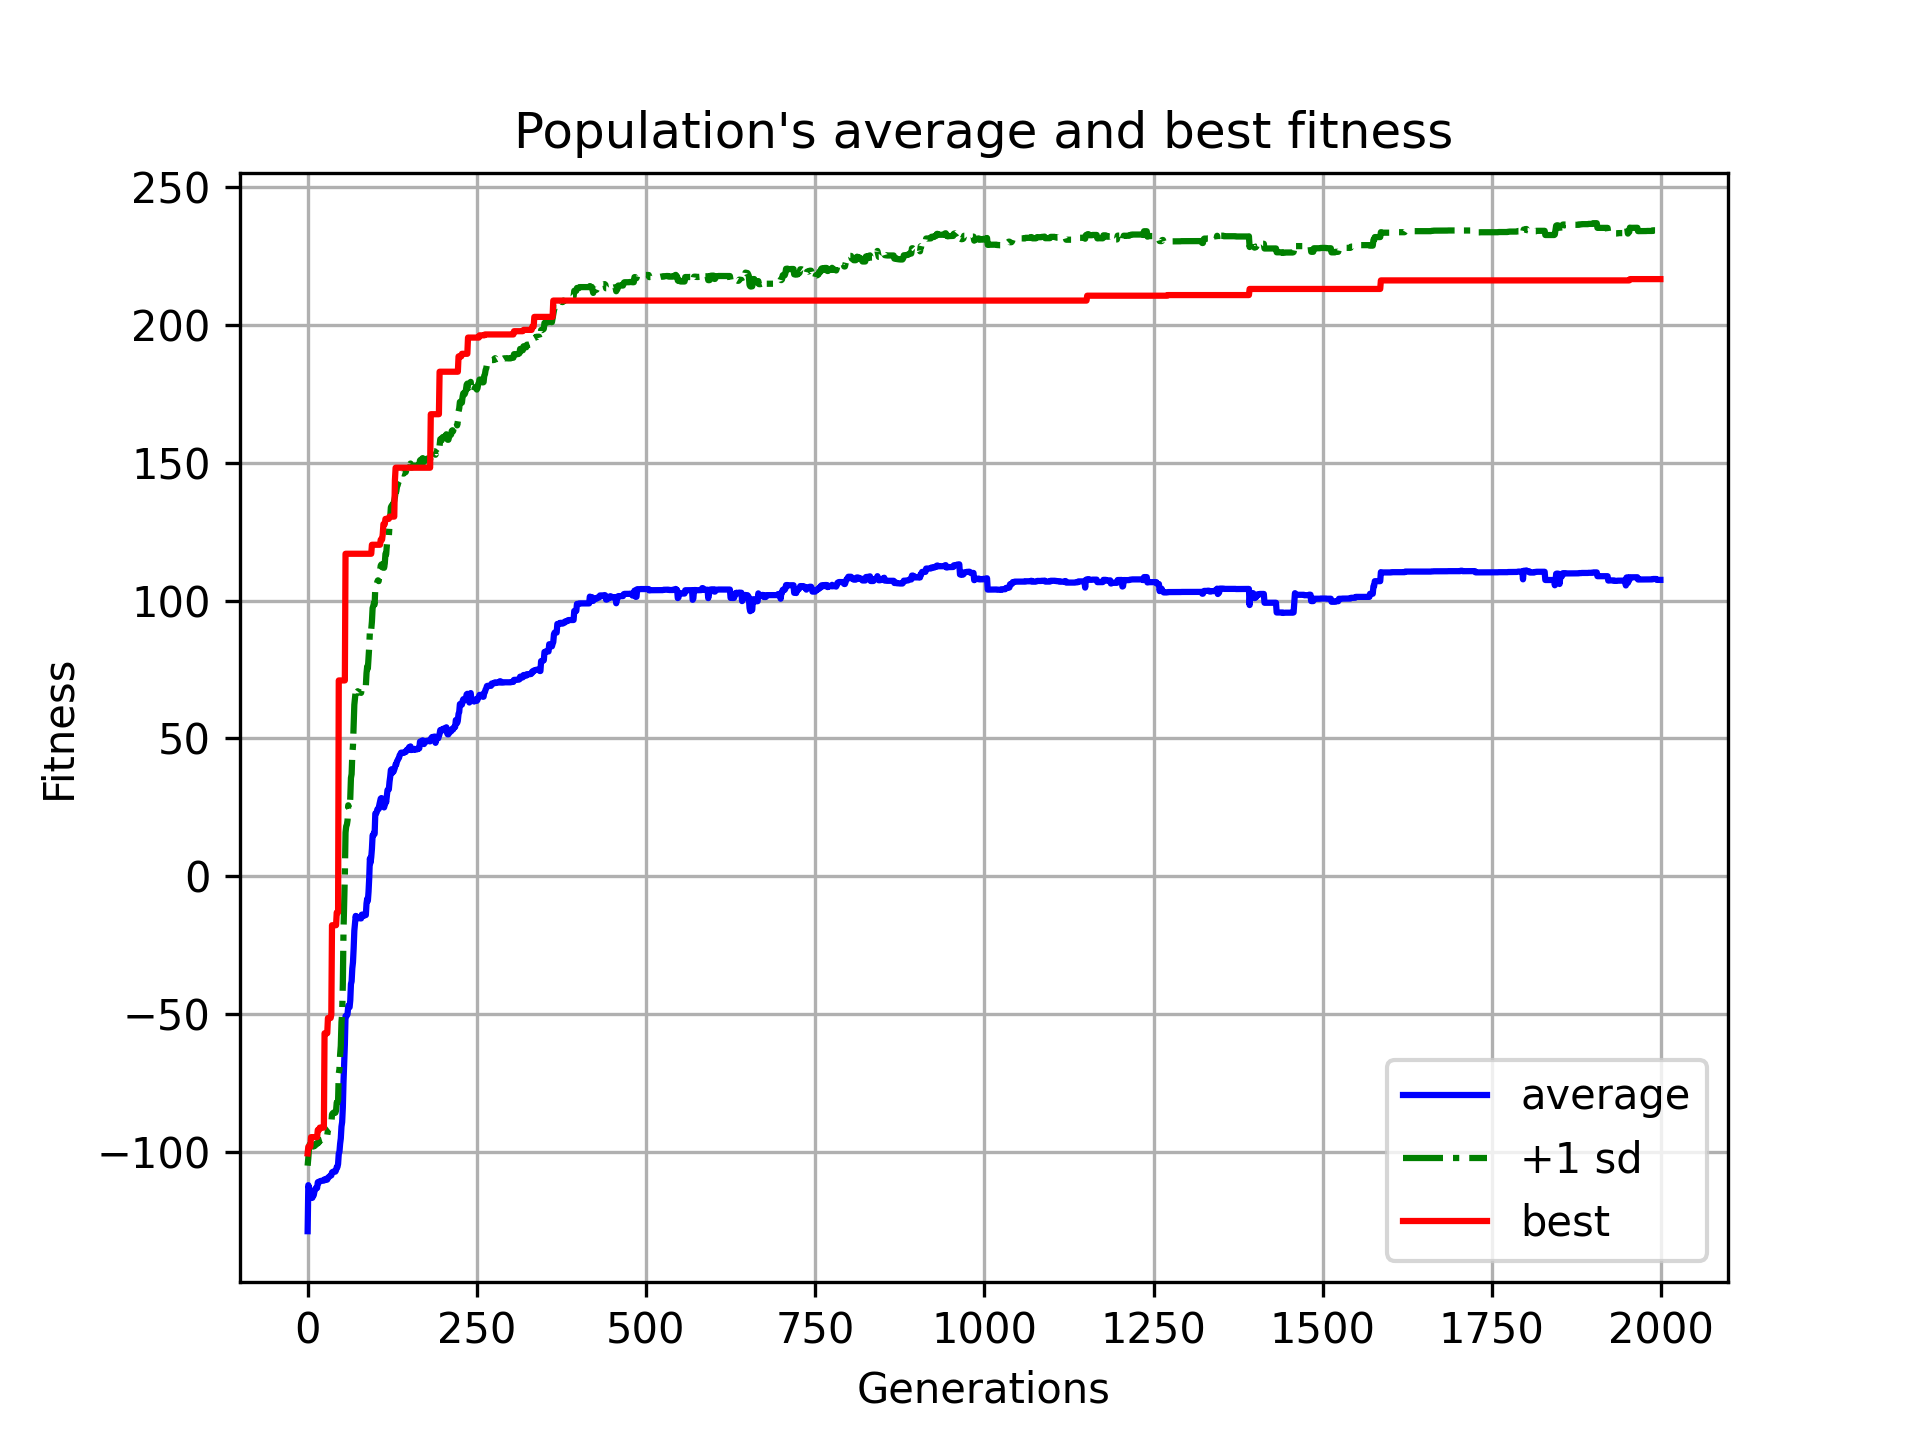 Population's average and best fitness
250
200
150
100
50
0
−50
−100
Fitness
0 250 500 750 1000 1250 1500 1750 2000
Generations
average
+1 sd
best